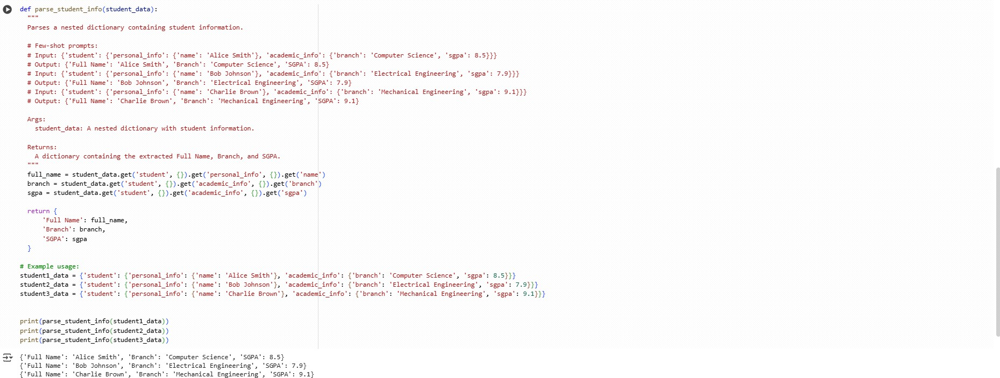 def parse_student_info(student_data):
  """
  Parses a nested dictionary containing student information.

  # Few-shot prompts:
  # Input: {'student': {'personal_info': {'name': 'Alice Smith'}, 'academic_info': {'branch': 'Computer Science', 'sgpa': 8.5}}}
  # Output: {'Full Name': 'Alice Smith', 'Branch': 'Computer Science', 'SGPA': 8.5}
  # Input: {'student': {'personal_info': {'name': 'Bob Johnson'}, 'academic_info': {'branch': 'Electrical Engineering', 'sgpa': 7.9}}}
  # Output: {'Full Name': 'Bob Johnson', 'Branch': 'Electrical Engineering', 'SGPA': 7.9}
  # Input: {'student': {'personal_info': {'name': 'Charlie Brown'}, 'academic_info': {'branch': 'Mechanical Engineering', 'sgpa': 9.1}}}
  # Output: {'Full Name': 'Charlie Brown', 'Branch': 'Mechanical Engineering', 'SGPA': 9.1}

  Args:
    student_data: A nested dictionary with student information.

  Returns:
    A dictionary containing the extracted Full Name, Branch, and SGPA.
  """
  full_name = student_data.get('student', {}).get('personal_info', {}).get('name')
  branch = student_data.get('student', {}).get('academic_info', {}).get('branch')
  sgpa = student_data.get('student', {}).get('academic_info', {}).get('sgpa')

  return {
      'Full Name': full_name,
      'Branch': branch,
      'SGPA': sgpa
  }

# Example usage:
student1_data = {'student': {'personal_info': {'name': 'Alice Smith'}, 'academic_info': {'branch': 'Computer Science', 'sgpa': 8.5}}}
student2_data = {'student': {'personal_info': {'name': 'Bob Johnson'}, 'academic_info': {'branch': 'Electrical Engineering', 'sgpa': 7.9}}}
student3_data = {'student': {'personal_info': {'name': 'Charlie Brown'}, 'academic_info': {'branch': 'Mechanical Engineering', 'sgpa': 9.1}}}


print(parse_student_info(student1_data))
print(parse_student_info(student2_data))
print(parse_student_info(student3_data))

{'Full Name': 'Alice Smith', 'Branch': 'Computer Science', 'SGPA': 8.5}
{'Full Name': 'Bob Johnson', 'Branch': 'Electrical Engineering', 'SGPA': 7.9}
{'Full Name': 'Charlie Brown', 'Branch': 'Mechanical Engineering', 'SGPA': 9.1}